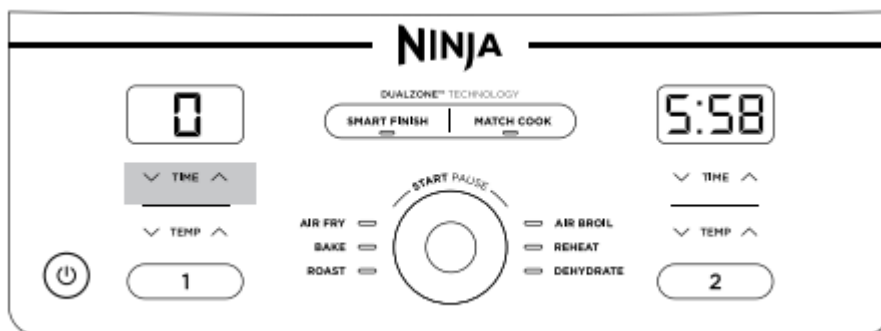 NINJA
DUALZONE™ TECHNOLOGY
0
SMART FINISH MATCH COOK
5:58
TIME
START PAUSE
TIME
AIR FRY
AIR BROIL
TEMP
BAKE
REHEAT
TEMP
ROAST
DEHYDRATE
1
2